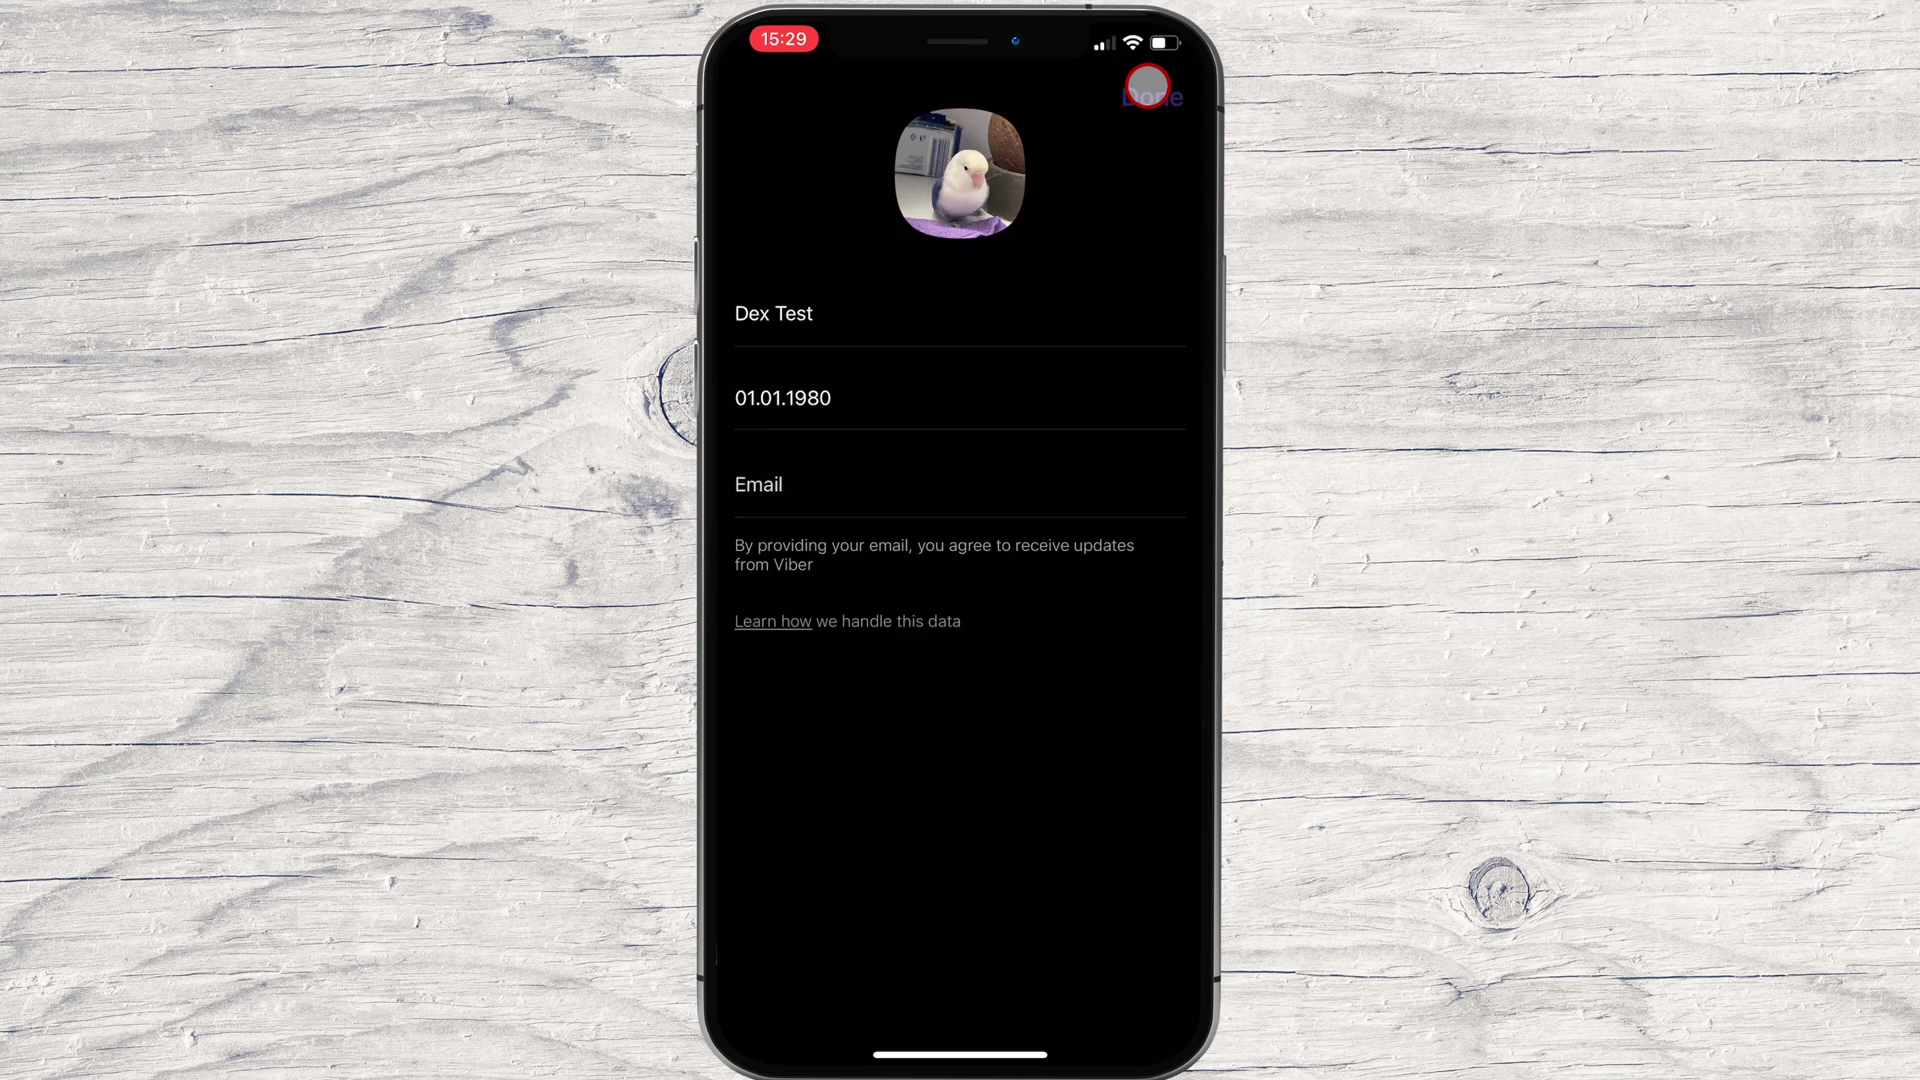 15:29
Done
Dex Test
01.01.1980
Email
By providing your email, you agree to receive updates
from Viber
Learn how we handle this data